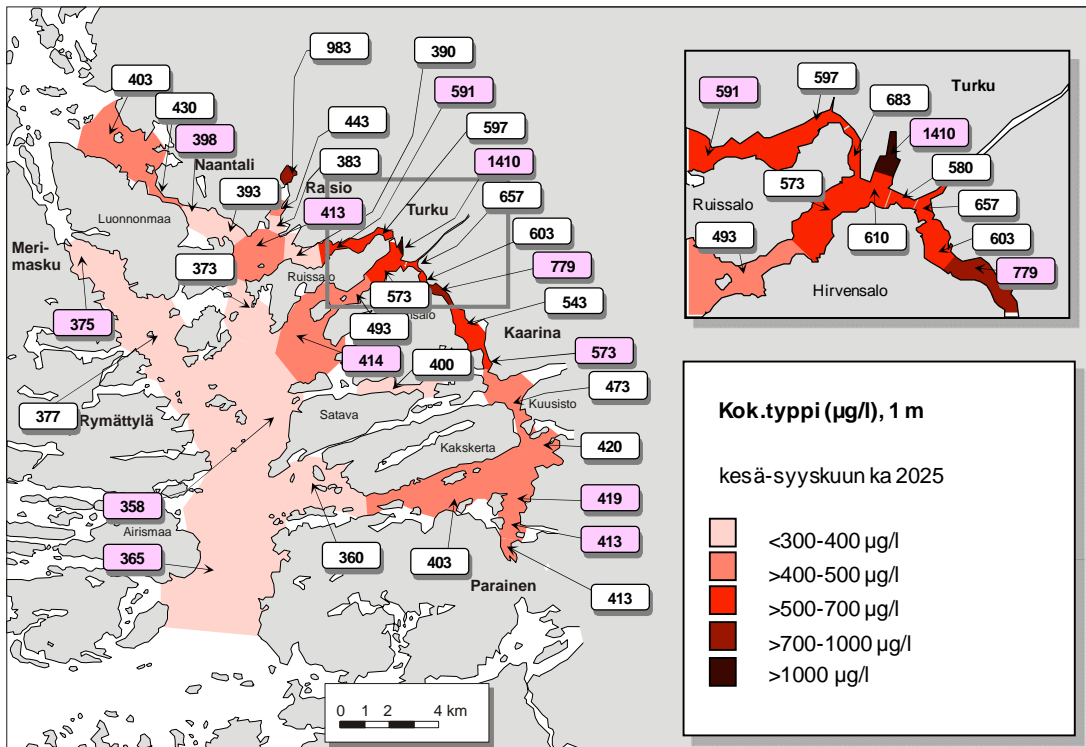 983
390
403
591
430
443
597
398
383
1410
Naantali
Raisio
393
413
Turku
657
Luonnonmaa
603
Meri-
masku
373
Ruissalo
779
573
543
375
493
Kaarina
414
400
573
377
Rymättylä
Satava
Kuusisto
473
Kakskerta
420
358
419
Airismaa
365
360
403
413
Parainen
413
0 1 2 4 km
597
Turku
591
683
1410
573
580
Ruissalo
657
493
610
603
Hirvensalo
779
Kok.typpi (µg/l), 1 m
kesä-syyskuun ka 2025
<300-400 µg/l
>400-500 µg/l
>500-700 µg/l
>700-1000 µg/l
>1000 µg/l